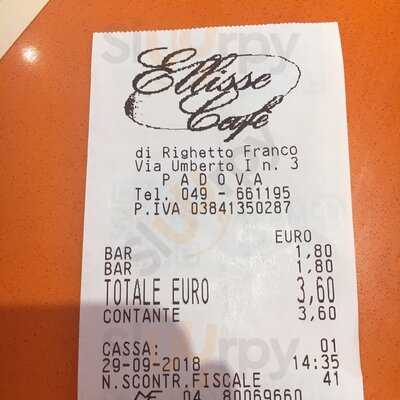 Ellisse
Cafè
di Righetto Franco
Via Umberto I n. 3
PADOVA
Tel. 049 - 661195
P.IVA 03841350287
EURO
BAR 1,80
BAR 1,80
TOTALE EURO 3,60
CONTANTE 3,60
CASSA: 01
29-09-2018 14:35
N.SCONTR.FISCALE 41
04 80069660